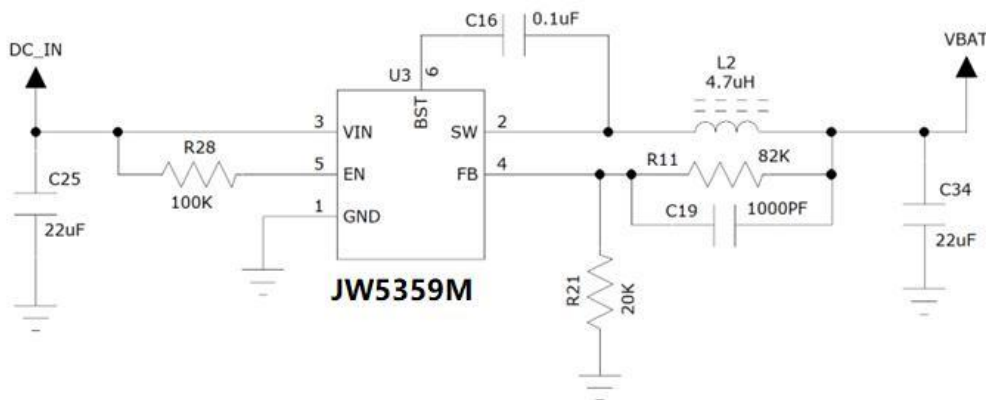 C16
0.1uF
DC_IN
VBAT
U3
6
L2
4.7uH
BST
3
VIN
SW
2
R28
R11
82K
C25
5
EN
FB
4
C34
100K
C19
1000PF
1
GND
22uF
22uF
R21
20K
JW5359M